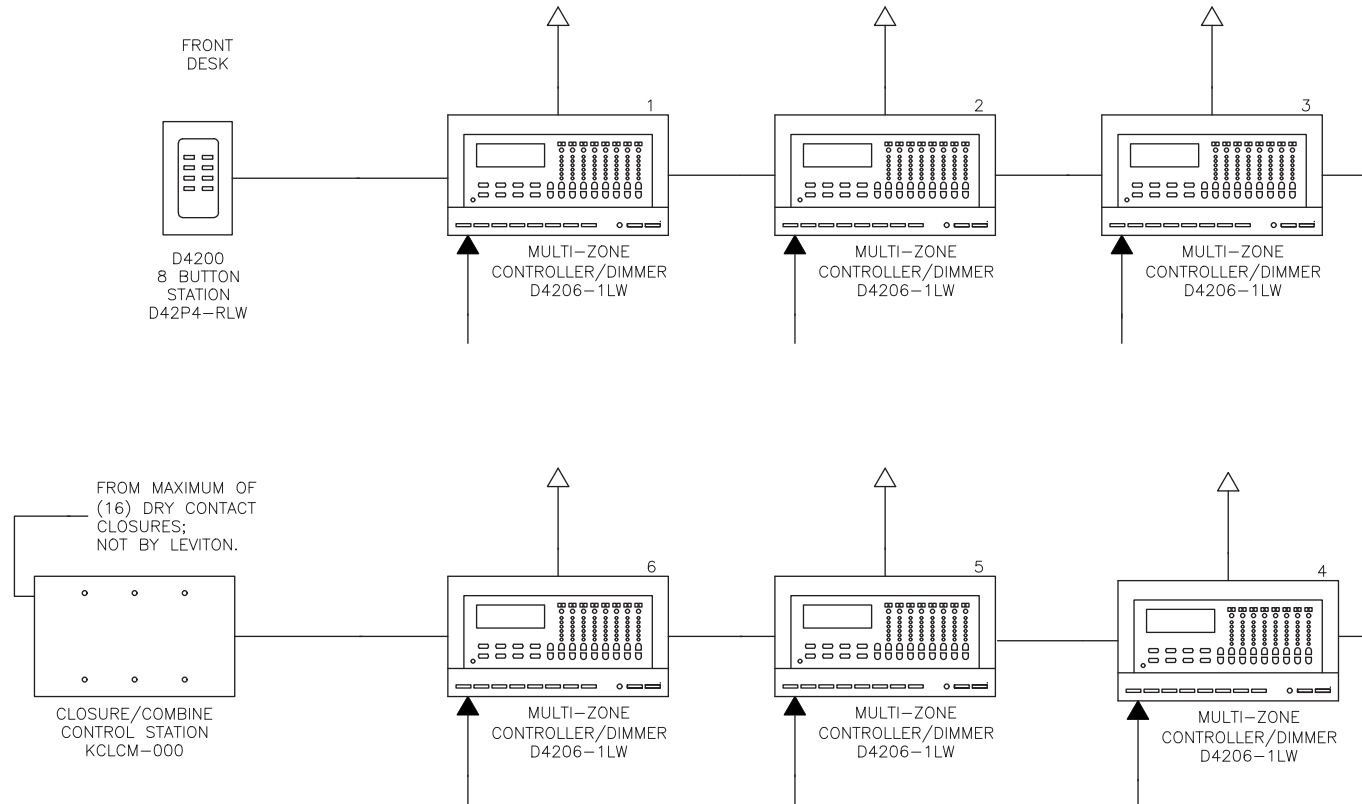 FRONT
DESK
1
2
3
D4200
8 BUTTON
STATION
D42P4-RLW
MULTI-ZONE
CONTROLLER/DIMMER
D4206-1LW
MULTI-ZONE
CONTROLLER/DIMMER
D4206-1LW
MULTI-ZONE
CONTROLLER/DIMMER
D4206-1LW
FROM MAXIMUM OF
(16) DRY CONTACT
CLOSURES;
NOT BY LEVITON.
6
5
4
CLOSURE/COMBINE
CONTROL STATION
KCLCM-000
MULTI-ZONE
CONTROLLER/DIMMER
D4206-1LW
MULTI-ZONE
CONTROLLER/DIMMER
D4206-1LW
MULTI-ZONE
CONTROLLER/DIMMER
D4206-1LW